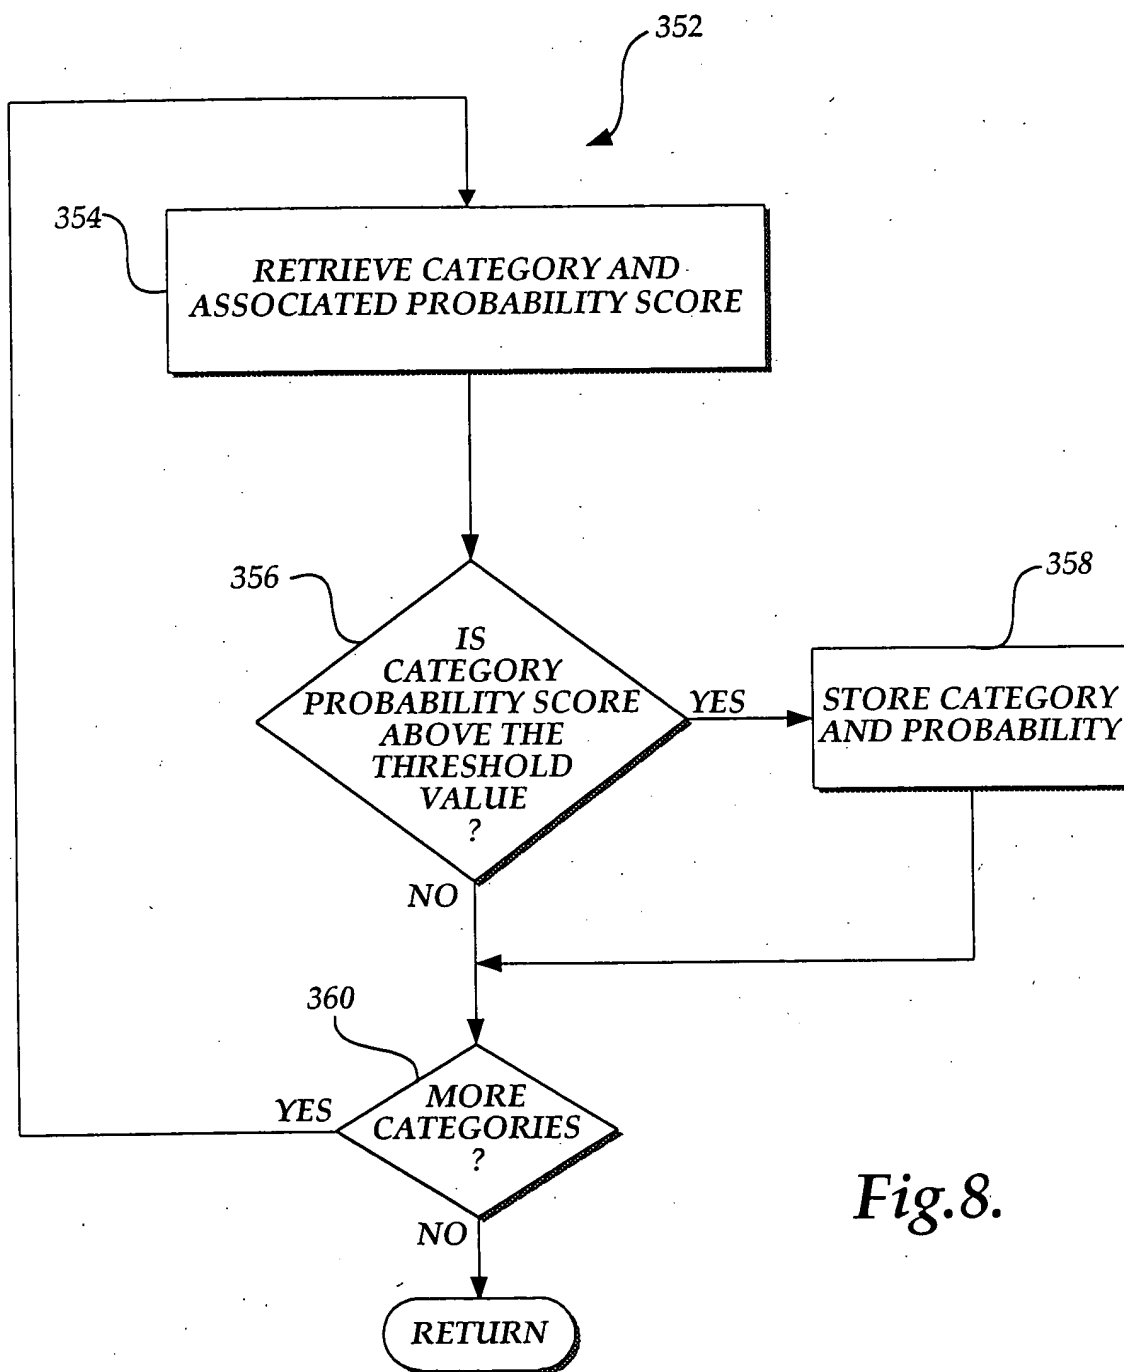 352
354
RETRIEVE CATEGORY AND
ASSOCIATED PROBABILITY SCORE
356
358
IS
CATEGORY
PROBABILITY SCORE
ABOVE THE
THRESHOLD
VALUE
?
YES
STORE CATEGORY
AND PROBABILITY
NO
360
YES
MORE
CATEGORIES
?
NO
Fig.8.
RETURN